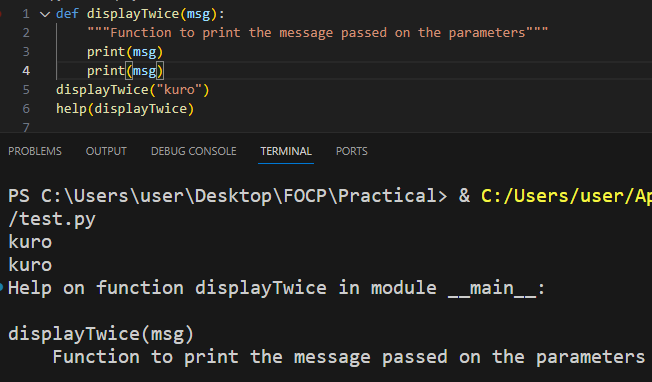 1 def displayTwice(msg):
2 """Function to print the message passed on the parameters"""
3 print(msg)
4 print(msg)
5 displayTwice("kuro")
6 help(displayTwice)
7
PROBLEMS OUTPUT DEBUG CONSOLE TERMINAL PORTS
PS C:\Users\user\Desktop\FOCP\Practical> & C:/Users/user/Ap
/test.py
kuro
kuro
Help on function displayTwice in module __main__:
displayTwice(msg)
Function to print the message passed on the parameters